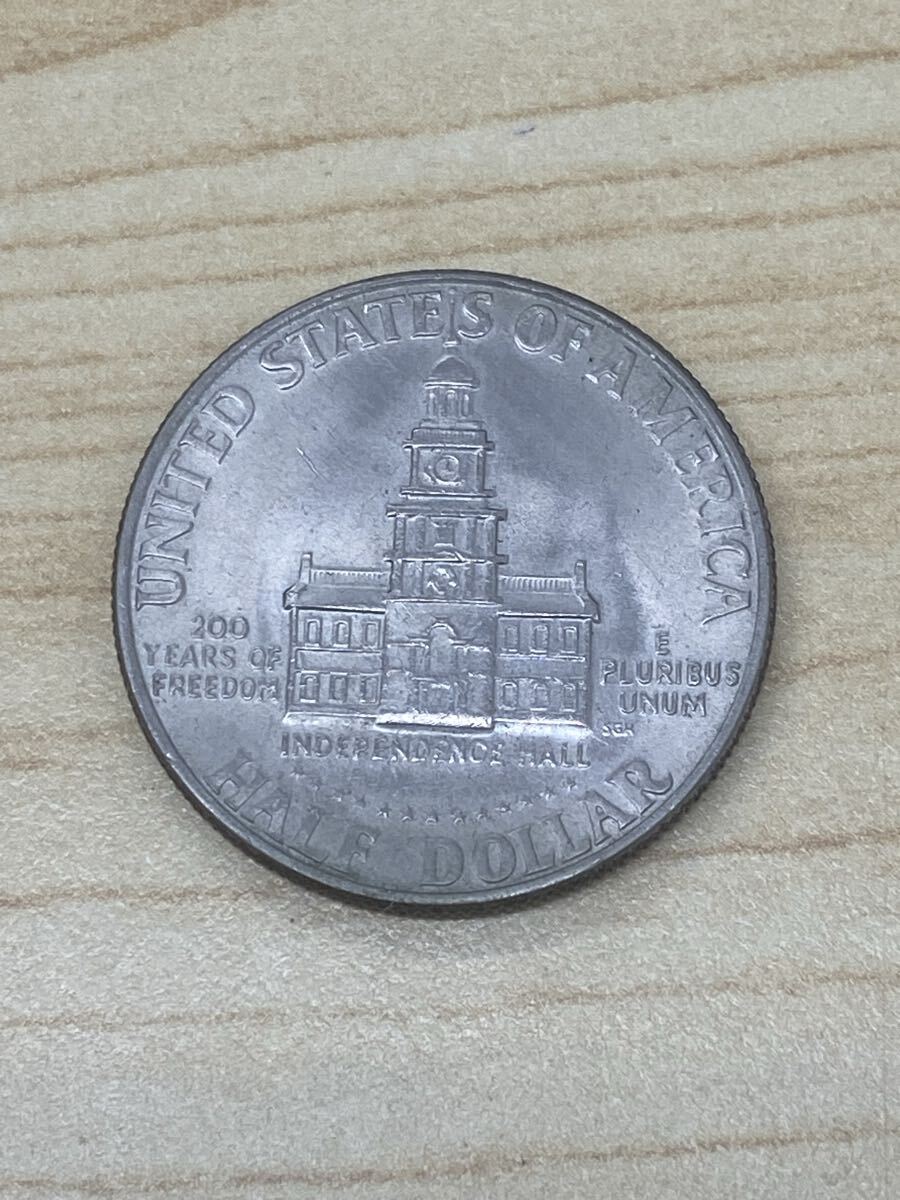 UNITED STATES OF AMERICA
200
YEARS OF
FREEDOM
E
PLURIBUS
UNUM
SGH
INDEPENDENCE HALL
HALF DOLLAR